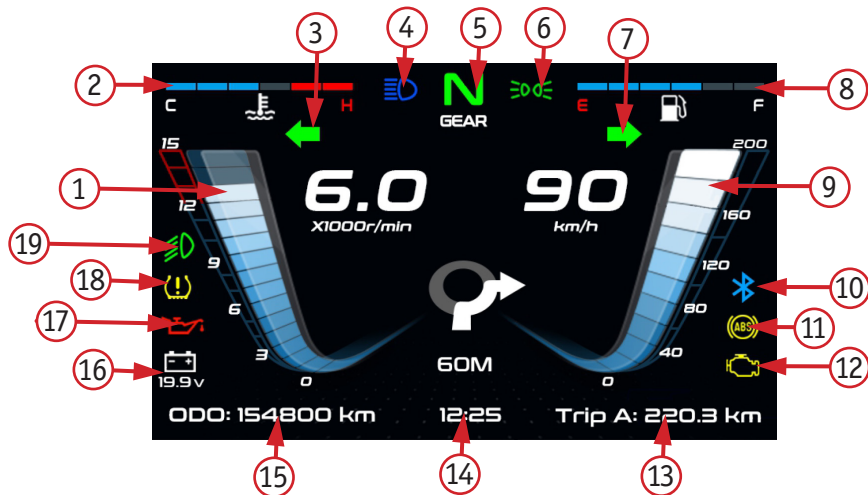 3 4 5 6 7
2 8
N
C H E F
GEAR
15 200
6.0 90
1 9
X1000r/min km/h
12 160
19
9 120
18 10
(!)
6 80
17 ABS 11
3 40
16 60M 12
19.9v
0 0
ODO: 154800 km 12:25 Trip A: 220.3 km
15 14 13